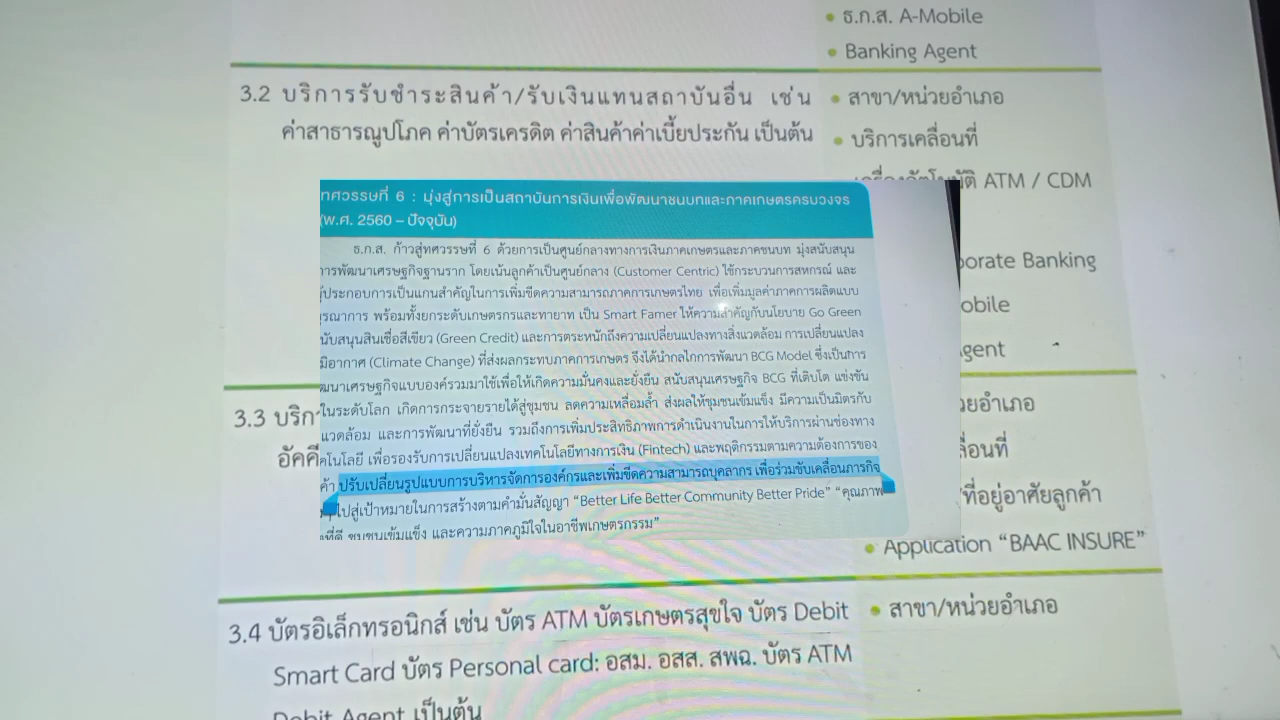 ธ.ก.ส. A-Mobile
Banking Agent
3.2 บริการรับชำระสินค้า/รับเงินแทนสถาบันอื่น เช่น
ค่าสาธารณูปโภค ค่าบัตรเครดิต ค่าสินค้าค่าเบี้ยประกัน เป็นต้น
สาขา/หน่วยอำเภอ
บริการเคลื่อนที่
ATM / CDM
orate Banking
obile
gent
ทศวรรษที่ 6 : มุ่งสู่การเป็นสถาบันการเงินเพื่อพัฒนาชนบทและภาคเกษตรครบวงจร
(พ.ศ. 2560 – ปัจจุบัน)
ธ.ก.ส. ก้าวสู่ทศวรรษที่ 6 ด้วยการเป็นศูนย์กลางทางการเงินภาคเกษตรและภาคชนบท มุ่งสนับสนุน
การพัฒนาเศรษฐกิจฐานราก โดยเน้นลูกค้าเป็นศูนย์กลาง (Customer Centric) ใช้กระบวนการสหกรณ์ และ
ประกอบการเป็นแกนสำคัญในการเพิ่มขีดความสามารถภาคการเกษตรไทย เพื่อเพิ่มมูลค่าภาคการผลิตแบบ
รณาการ พร้อมทั้งยกระดับเกษตรกรและทายาท เป็น Smart Famer ให้ความสำคัญกับนโยบาย Go Green
นับสนุนสินเชื่อสีเขียว (Green Credit) และการตระหนักถึงความเปลี่ยนแปลงทางสิ่งแวดล้อม การเปลี่ยนแปลง
มิอากาศ (Climate Change) ที่ส่งผลกระทบภาคการเกษตร จึงได้นำกลไกการพัฒนา BCG Model ซึ่งเป็นการ
ฒนาเศรษฐกิจแบบองค์รวมมาใช้เพื่อให้เกิดความมั่นคงและยั่งยืน สนับสนุนเศรษฐกิจ BCG ที่เติบโต แข่งขัน
ในระดับโลก เกิดการกระจายรายได้สู่ชุมชน ลดความเหลื่อมล้ำ ส่งผลให้ชุมชนเข้มแข็ง มีความเป็นมิตรกับ
แวดล้อม และการพัฒนาที่ยั่งยืน รวมถึงการเพิ่มประสิทธิภาพการดำเนินงานในการให้บริการผ่านช่องทาง
คโนโลยี เพื่อรองรับการเปลี่ยนแปลงเทคโนโลยีทางการเงิน (Fintech) และพฤติกรรมตามความต้องการของ
ค้า ปรับเปลี่ยนรูปแบบการบริหารจัดการองค์กรและเพิ่มขีดความสามารถบุคลากร เพื่อร่วมขับเคลื่อนภารกิจ
ไปสู่เป้าหมายในการสร้างตามคำมั่นสัญญา “Better Life Better Community Better Pride” “คุณภาพ
ที่ดี ชุมชนเข้มแข็ง และความภาคภูมิใจในอาชีพเกษตรกรรม”
3.3 บริก
อัคคี
ยอำเภอ
ื่อนที่
ที่อยู่อาศัยลูกค้า
Application “BAAC INSURE”
3.4 บัตรอิเล็กทรอนิกส์ เช่น บัตร ATM บัตรเกษตรสุขใจ บัตร Debit
Smart Card บัตร Personal card: อสม. อสส. สพฉ. บัตร ATM
Debit Agent เป็นต้น
สาขา/หน่วยอำเภอ